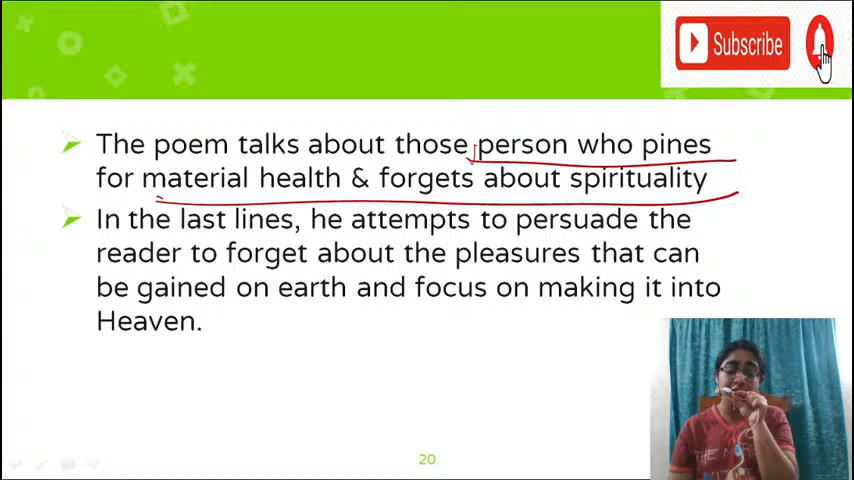 Subscribe
The poem talks about those person who pines
for material health & forgets about spirituality
In the last lines, he attempts to persuade the
reader to forget about the pleasures that can
be gained on earth and focus on making it into
Heaven.
20